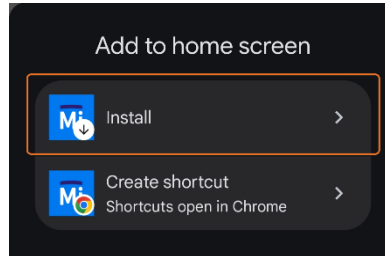 Add to home screen
Mi
Install
Mi
Create shortcut
Shortcuts open in Chrome